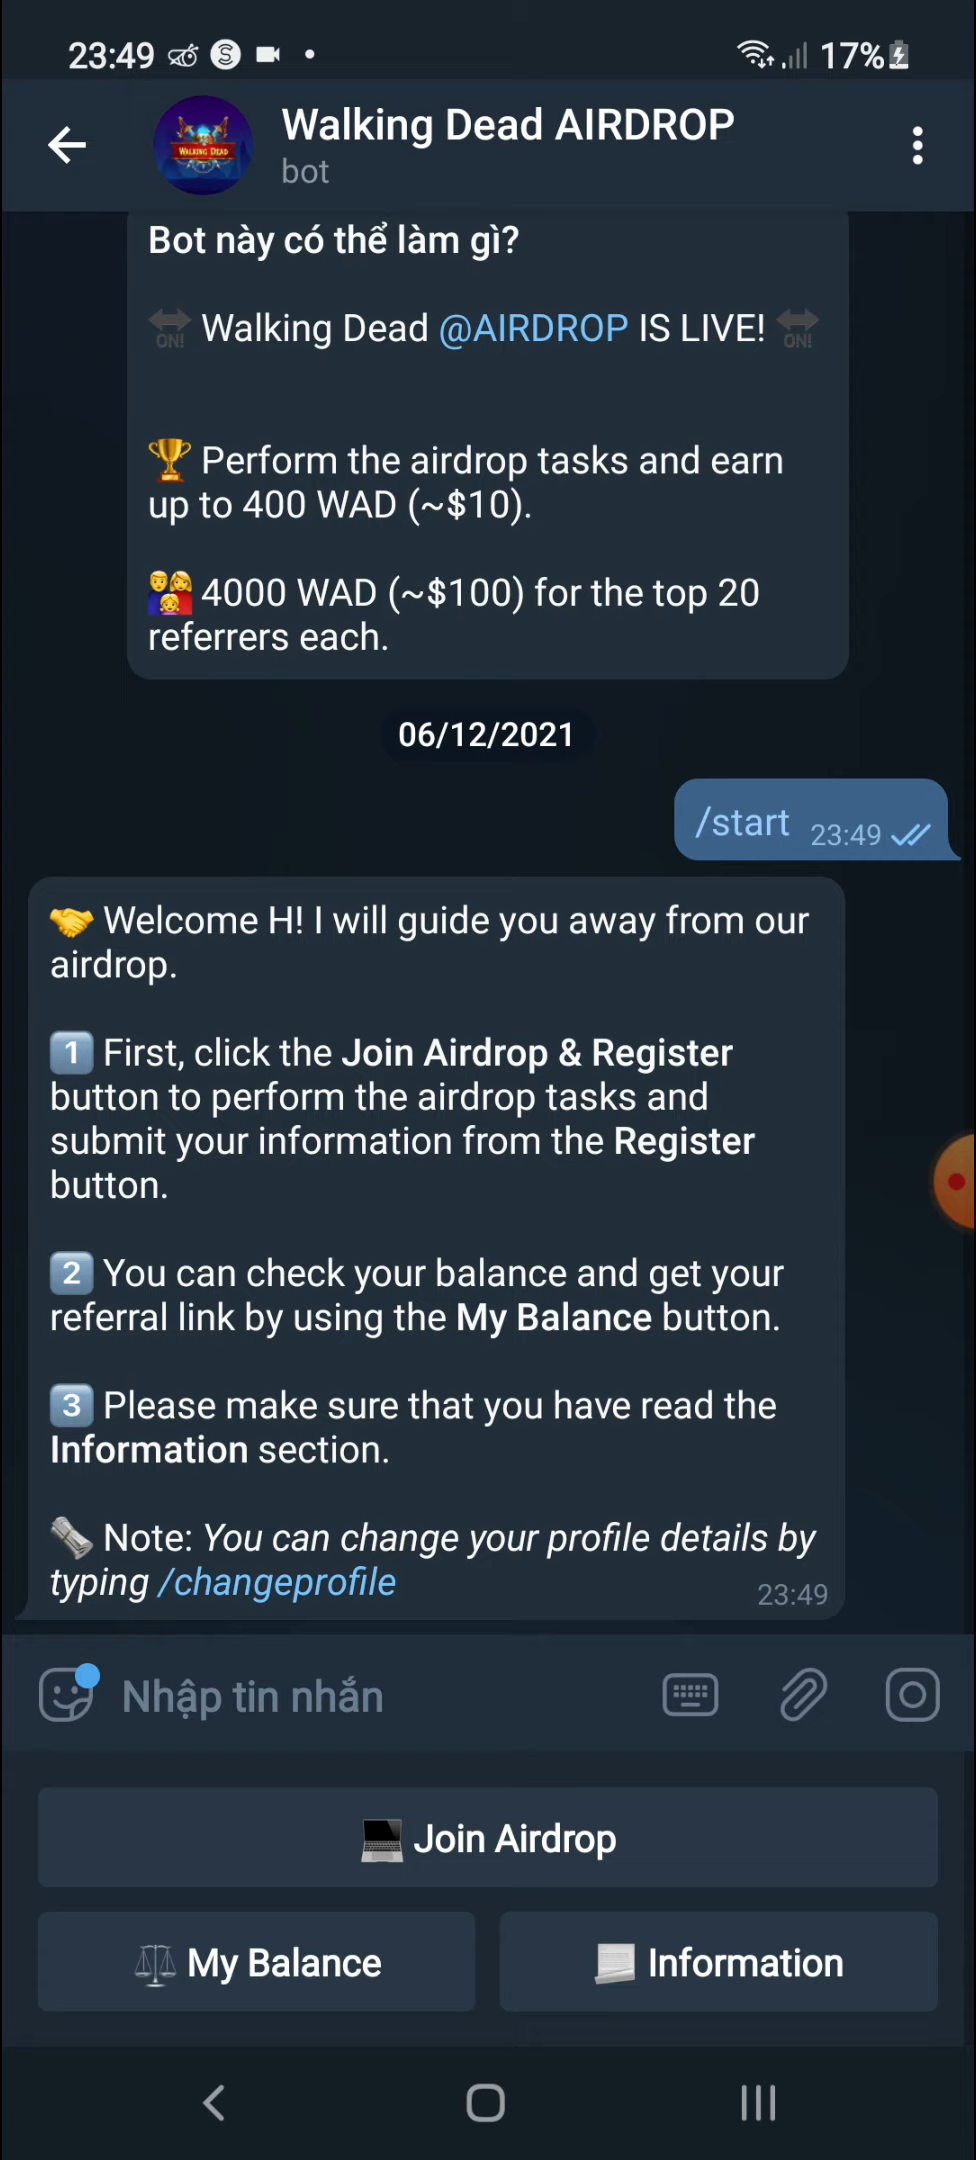 23:49
17%
Walking Dead AIRDROP
bot
WALKING DEAD
Bot này có thể làm gì?
ON! Walking Dead @AIRDROP IS LIVE! ON!
🏆 Perform the airdrop tasks and earn
up to 400 WAD (~$10).
👨‍👩‍👧 4000 WAD (~$100) for the top 20
referrers each.
06/12/2021
/start 23:49
🤝 Welcome H! I will guide you away from our
airdrop.
1 First, click the Join Airdrop & Register
button to perform the airdrop tasks and
submit your information from the Register
button.
2 You can check your balance and get your
referral link by using the My Balance button.
3 Please make sure that you have read the
Information section.
🗞 Note: You can change your profile details by
typing /changeprofile
23:49
Nhập tin nhắn
💻 Join Airdrop
⚖ My Balance
📃 Information